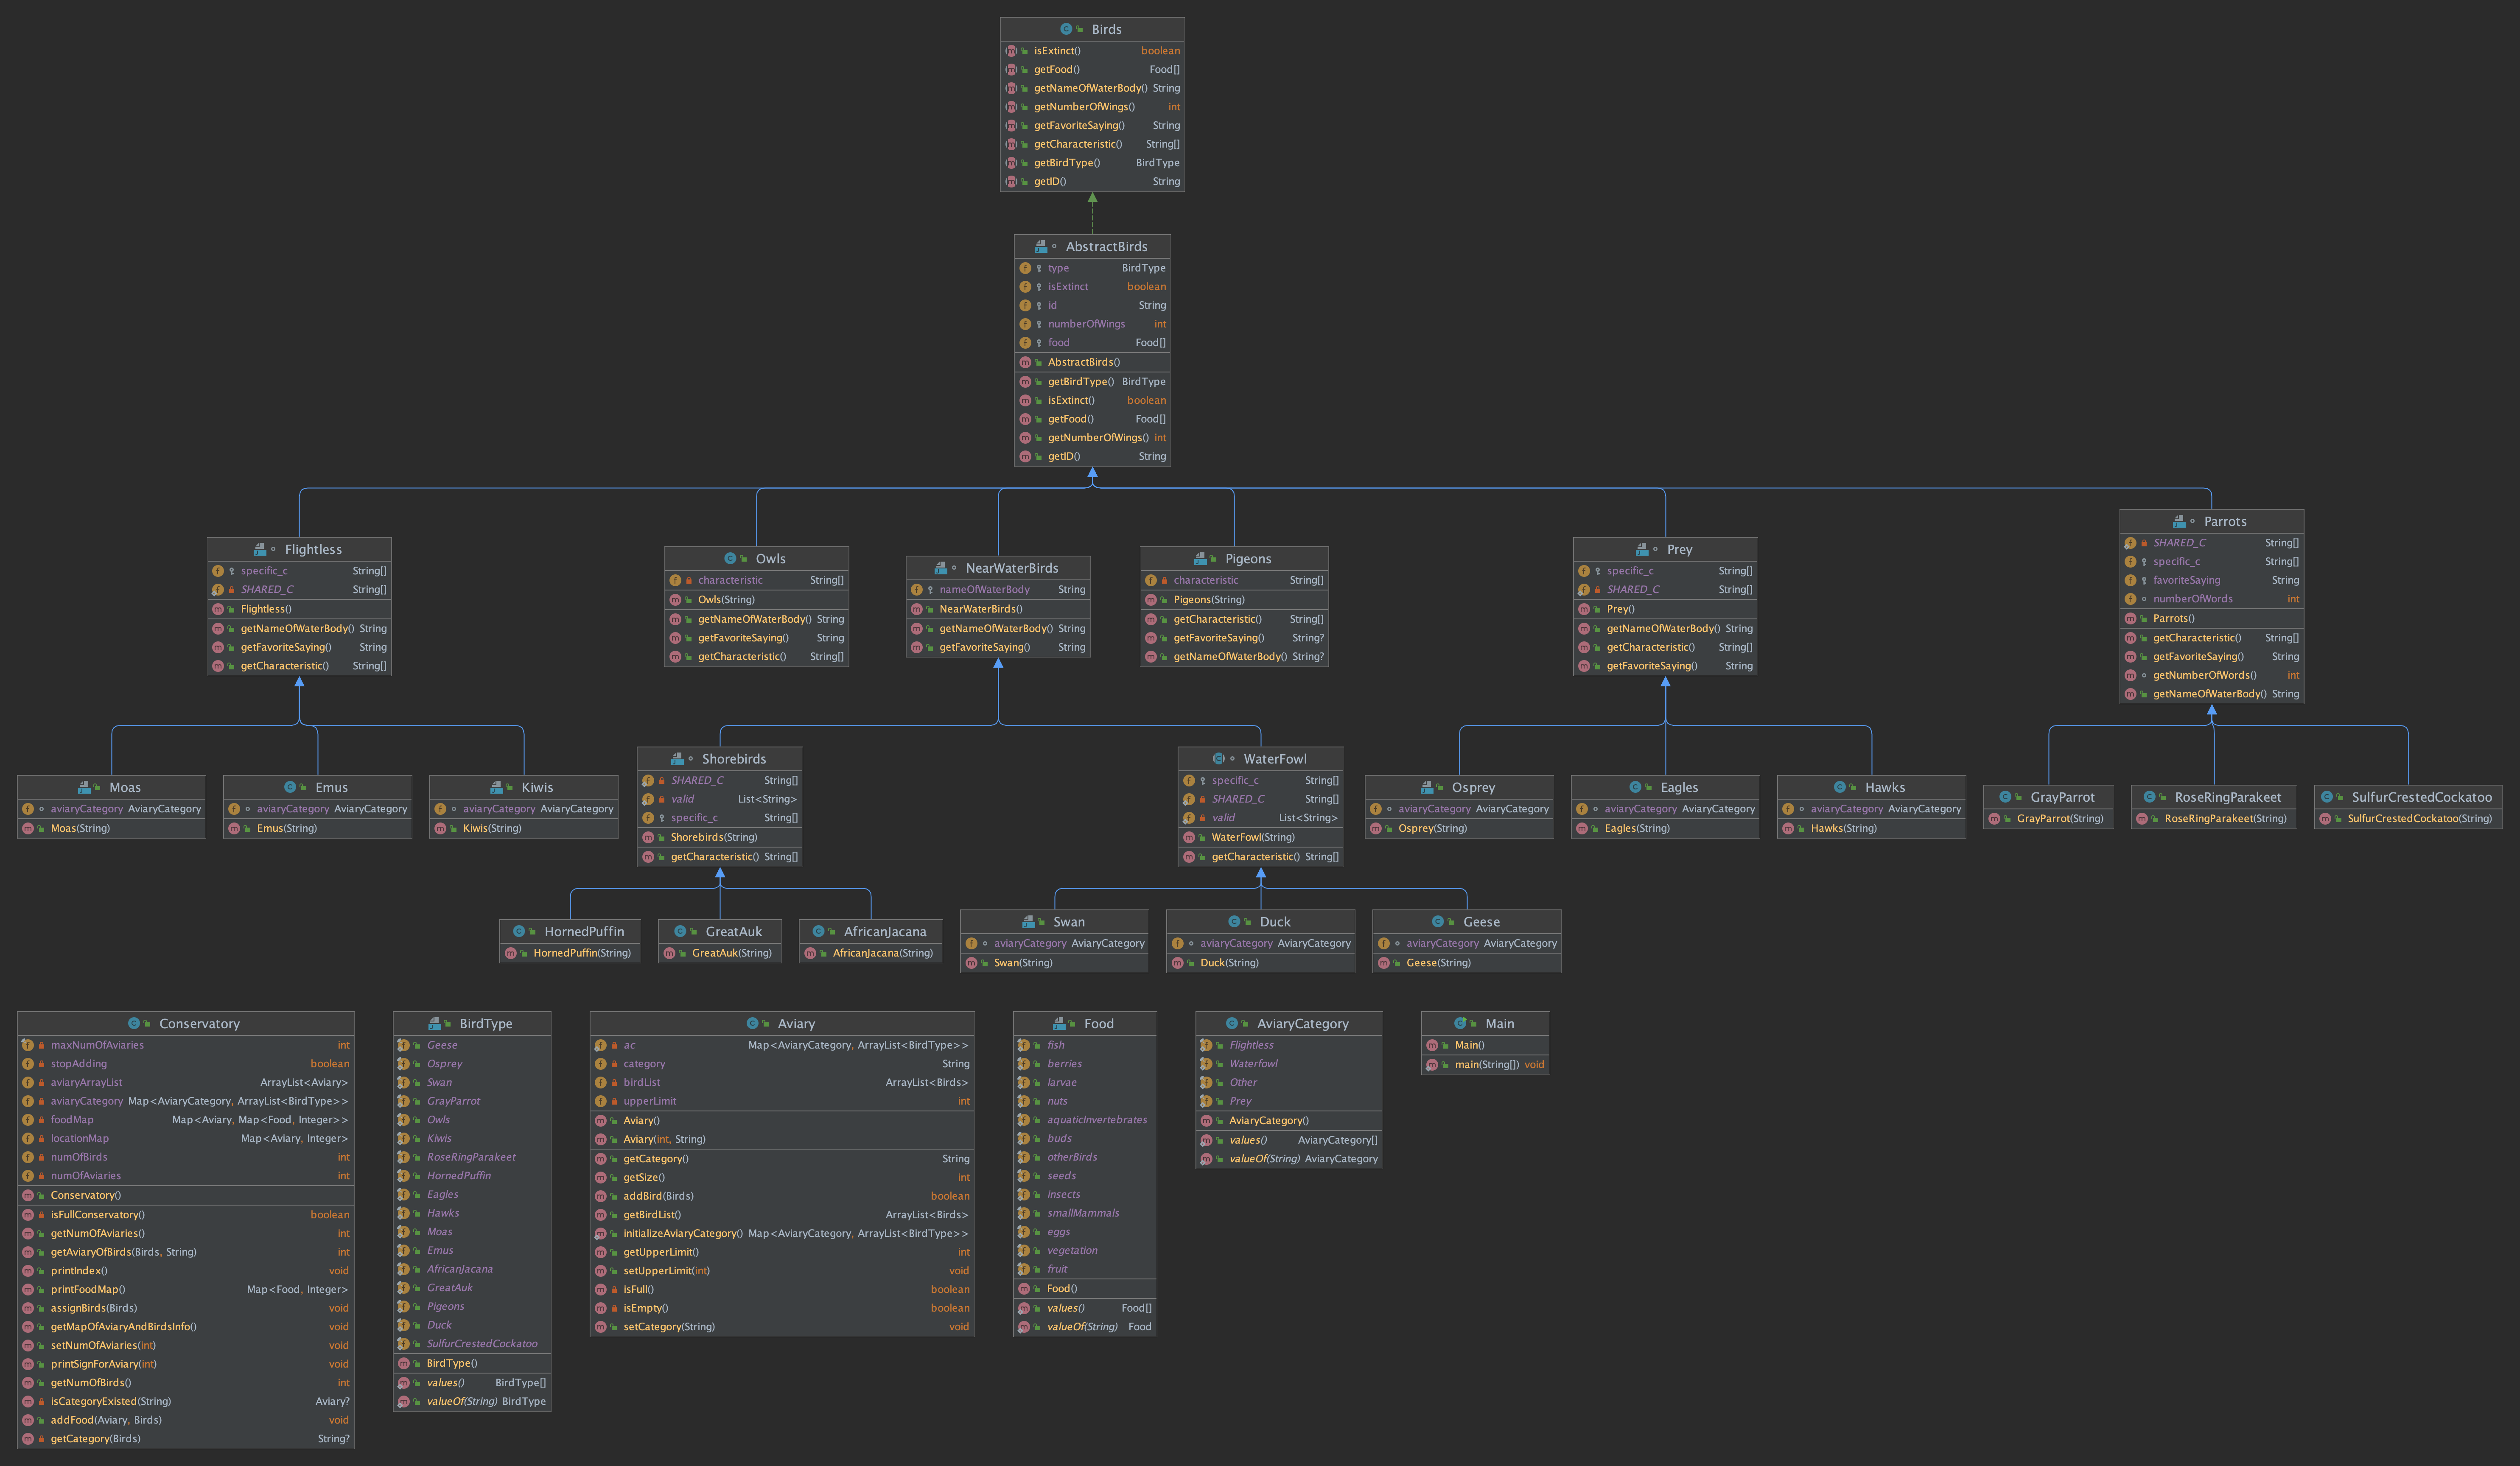 Birds
isExtinct() boolean
getFood() Food[]
getNameOfWaterBody() String
getNumberOfWings() int
getFavoriteSaying() String
getCharacteristic() String[]
getBirdType() BirdType
getID() String
AbstractBirds
type BirdType
isExtinct boolean
id String
numberOfWings int
food Food[]
AbstractBirds()
getBirdType() BirdType
isExtinct() boolean
getFood() Food[]
getNumberOfWings() int
getID() String
Flightless
specific_c String[]
SHARED_C String[]
Flightless()
getNameOfWaterBody() String
getFavoriteSaying() String
getCharacteristic() String[]
Owls
characteristic String[]
Owls(String)
getNameOfWaterBody() String
getFavoriteSaying() String
getCharacteristic() String[]
NearWaterBirds
nameOfWaterBody String
NearWaterBirds()
getNameOfWaterBody() String
getFavoriteSaying() String
Pigeons
characteristic String[]
Pigeons(String)
getCharacteristic() String[]
getFavoriteSaying() String?
getNameOfWaterBody() String?
Prey
specific_c String[]
SHARED_C String[]
Prey()
getNameOfWaterBody() String
getCharacteristic() String[]
getFavoriteSaying() String
Parrots
SHARED_C String[]
specific_c String[]
favoriteSaying String
numberOfWords int
Parrots()
getCharacteristic() String[]
getFavoriteSaying() String
getNumberOfWords() int
getNameOfWaterBody() String
Moas
aviaryCategory AviaryCategory
Moas(String)
Emus
aviaryCategory AviaryCategory
Emus(String)
Kiwis
aviaryCategory AviaryCategory
Kiwis(String)
Shorebirds
SHARED_C String[]
valid List<String>
specific_c String[]
Shorebirds(String)
getCharacteristic() String[]
WaterFowl
specific_c String[]
SHARED_C String[]
valid List<String>
WaterFowl(String)
getCharacteristic() String[]
Osprey
aviaryCategory AviaryCategory
Osprey(String)
Eagles
aviaryCategory AviaryCategory
Eagles(String)
Hawks
aviaryCategory AviaryCategory
Hawks(String)
GrayParrot
GrayParrot(String)
RoseRingParakeet
RoseRingParakeet(String)
SulfurCrestedCockatoo
SulfurCrestedCockatoo(String)
HornedPuffin
HornedPuffin(String)
GreatAuk
GreatAuk(String)
AfricanJacana
AfricanJacana(String)
Swan
aviaryCategory AviaryCategory
Swan(String)
Duck
aviaryCategory AviaryCategory
Duck(String)
Geese
aviaryCategory AviaryCategory
Geese(String)
Conservatory
maxNumOfAviaries int
stopAdding boolean
aviaryArrayList ArrayList<Aviary>
aviaryCategory Map<AviaryCategory, ArrayList<BirdType>>
foodMap Map<Aviary, Map<Food, Integer>>
locationMap Map<Aviary, Integer>
numOfBirds int
numOfAviaries int
Conservatory()
isFullConservatory() boolean
getNumOfAviaries() int
getAviaryOfBirds(Birds, String) int
printIndex() void
printFoodMap() Map<Food, Integer>
assignBirds(Birds) void
getMapOfAviaryAndBirdsInfo() void
setNumOfAviaries(int) void
printSignForAviary(int) void
getNumOfBirds() int
isCategoryExisted(String) Aviary?
addFood(Aviary, Birds) void
getCategory(Birds) String?
BirdType
Geese
Osprey
Swan
GrayParrot
Owls
Kiwis
RoseRingParakeet
HornedPuffin
Eagles
Hawks
Moas
Emus
AfricanJacana
GreatAuk
Pigeons
Duck
SulfurCrestedCockatoo
BirdType()
values() BirdType[]
valueOf(String) BirdType
Aviary
ac Map<AviaryCategory, ArrayList<BirdType>>
category String
birdList ArrayList<Birds>
upperLimit int
Aviary()
Aviary(int, String)
getCategory() String
getSize() int
addBird(Birds) boolean
getBirdList() ArrayList<Birds>
initializeAviaryCategory() Map<AviaryCategory, ArrayList<BirdType>>
getUpperLimit() int
setUpperLimit(int) void
isFull() boolean
isEmpty() boolean
setCategory(String) void
Food
fish
berries
larvae
nuts
aquaticInvertebrates
buds
otherBirds
seeds
insects
smallMammals
eggs
vegetation
fruit
Food()
values() Food[]
valueOf(String) Food
AviaryCategory
Flightless
Waterfowl
Other
Prey
AviaryCategory()
values() AviaryCategory[]
valueOf(String) AviaryCategory
Main
Main()
main(String[]) void